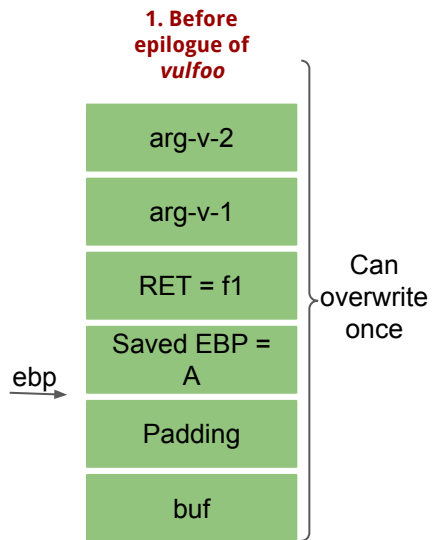 1. Before
epilogue of
vulfoo
arg-v-2
arg-v-1
RET = f1
Saved EBP =
A
Padding
buf
ebp
Can
overwrite
once